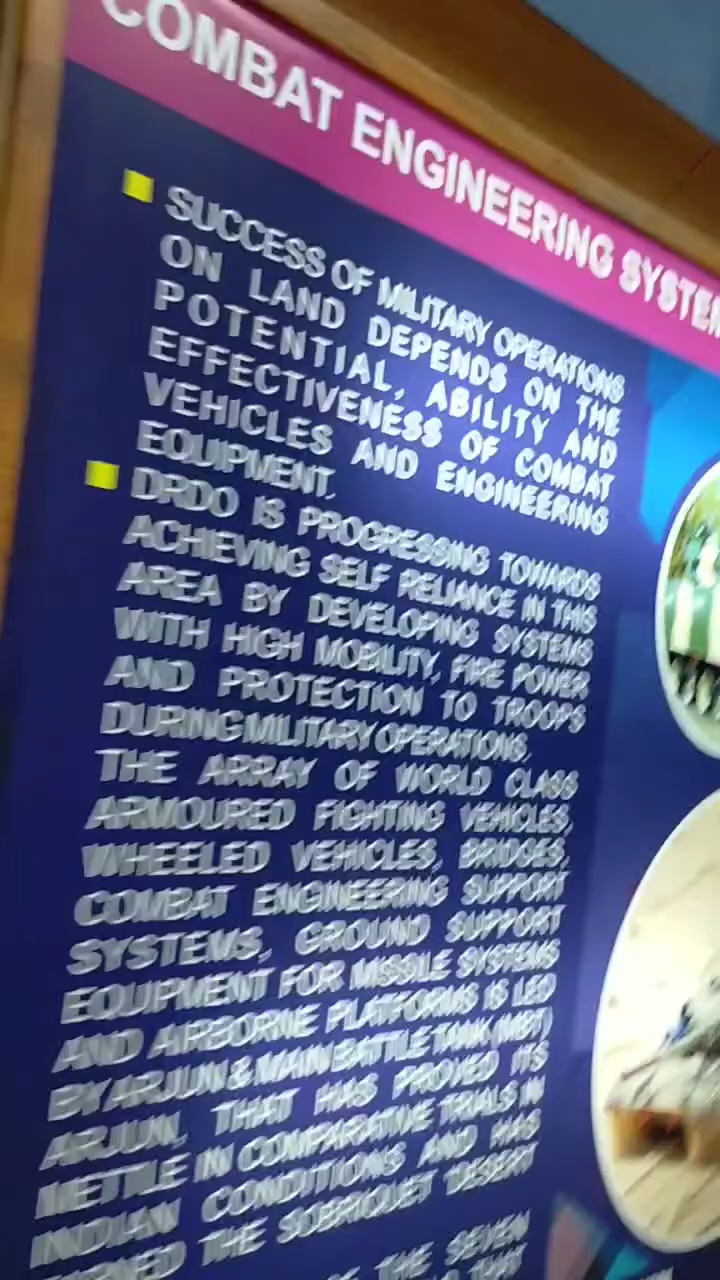 COMBAT ENGINEERING SYSTEM
SUCCESS OF MILITARY OPERATIONS
ON LAND DEPENDS ON THE
POTENTIAL, ABILITY AND
EFFECTIVENESS OF COMBAT
VEHICLES AND ENGINEERING
EQUIPMENT.
DRDO IS PROGRESSING TOWARDS
ACHIEVING SELF RELIANCE IN THIS
AREA BY DEVELOPING SYSTEMS
WITH HIGH MOBILITY, FIRE POWER
AND PROTECTION TO TROOPS
DURING MILITARY OPERATIONS.
THE ARRAY OF WORLD CLASS
ARMOURED FIGHTING VEHICLES,
WHEELED VEHICLES, BRIDGES,
COMBAT ENGINEERING SUPPORT
SYSTEMS, GROUND SUPPORT
EQUIPMENT FOR MISSILE SYSTEMS
AND AIRBORNE PLATFORMS IS LED
BY ARJUN & MAIN BATTLE TANK (MBT)
ARJUN, THAT HAS PROVED ITS
METTLE IN COMPARATIVE TRIALS IN
INDIAN CONDITIONS AND HAS
THE SOBRIQUET 'DESERT
THE SEVEN
THAT